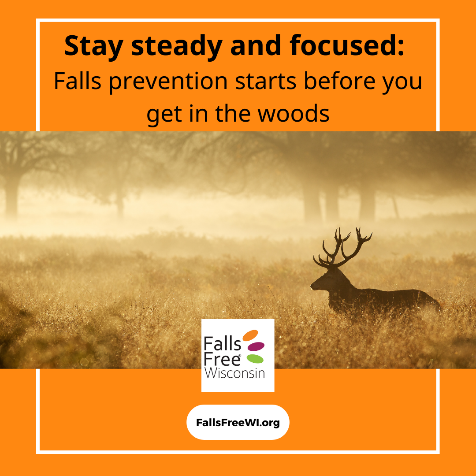 Stay steady and focused:
Falls prevention starts before you
get in the woods
Falls
Free
Wisconsin
FallsFreeWI.org